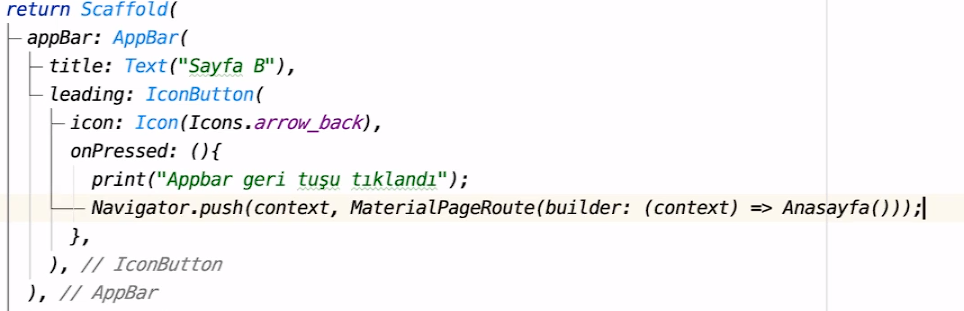 return Scaffold(
appBar: AppBar(
title: Text("Sayfa B"),
leading: IconButton(
icon: Icon(Icons.arrow_back),
onPressed: (){
print("Appbar geri tuşu tıklandı");
Navigator.push(context, MaterialPageRoute(builder: (context) => Anasayfa()));
},
), // IconButton
), // AppBar